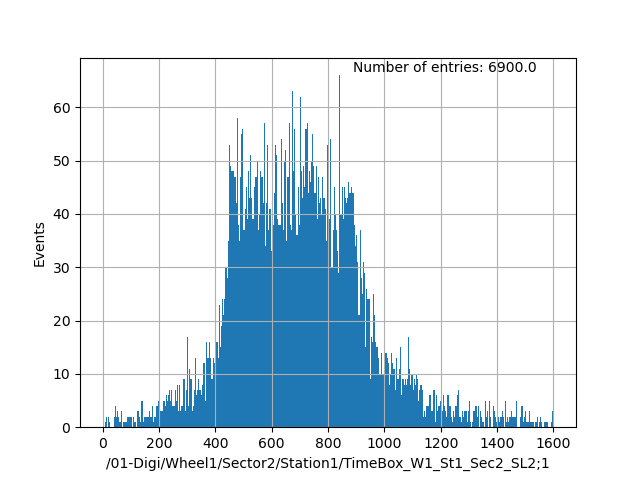 Number of entries: 6900.0
60
50
40
30
20
10
0
Events
0 200 400 600 800 1000 1200 1400 1600
/01-Digi/Wheel1/Sector2/Station1/TimeBox_W1_St1_Sec2_SL2;1